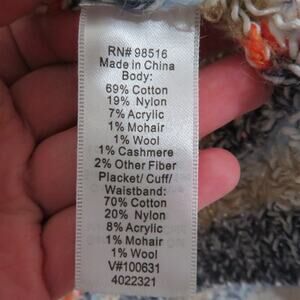 RN# 98516
Made in China
Body:
69% Cotton
19% Nylon
7% Acrylic
1% Mohair
1% Wool
1% Cashmere
2% Other Fiber
Placket/ Cuff/
Waistband:
70% Cotton
20% Nylon
8% Acrylic
1% Mohair
1% Wool
V#100631
4022321